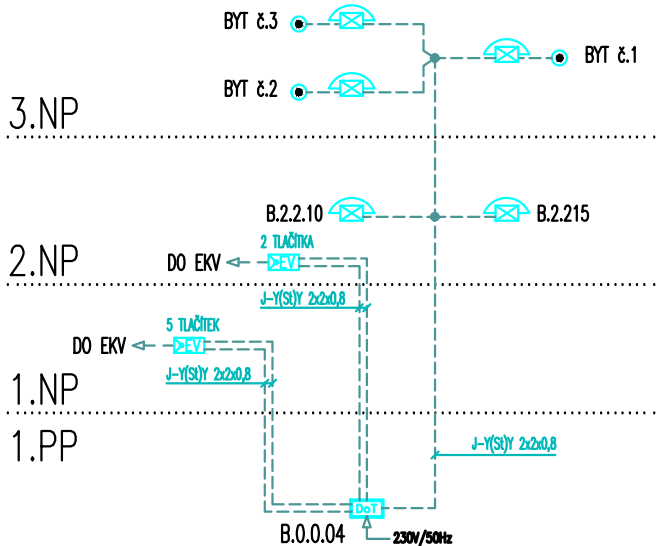 BYT č.3
BYT č.1
BYT č.2
3.NP
B.2.2.10
B.2.215
2 TLAČÍTKA
2.NP
DO EKV
>EV
J-Y(St)Y 2x2x0,8
5 TLAČÍTEK
DO EKV
>EV
J-Y(St)Y 2x2x0,8
1.NP
1.PP
J-Y(St)Y 2x2x0,8
DoT
B.0.0.04
230V/50Hz